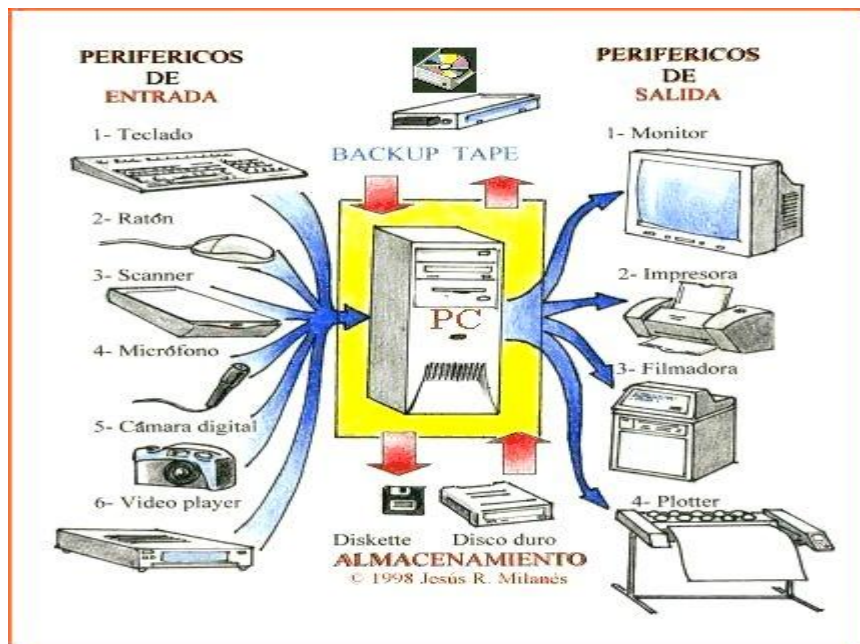 PERIFERICOS
DE
ENTRADA
1- Teclado
2- Ratón
3- Scanner
4- Micrófono
5- Cámara digital
6- Video player
BACKUP TAPE
PC
Diskette
Disco duro
ALMACENAMIENTO
© 1998 Jesús R. Milanés
PERIFERICOS
DE
SALIDA
1- Monitor
2- Impresora
3- Filmadora
4- Plotter